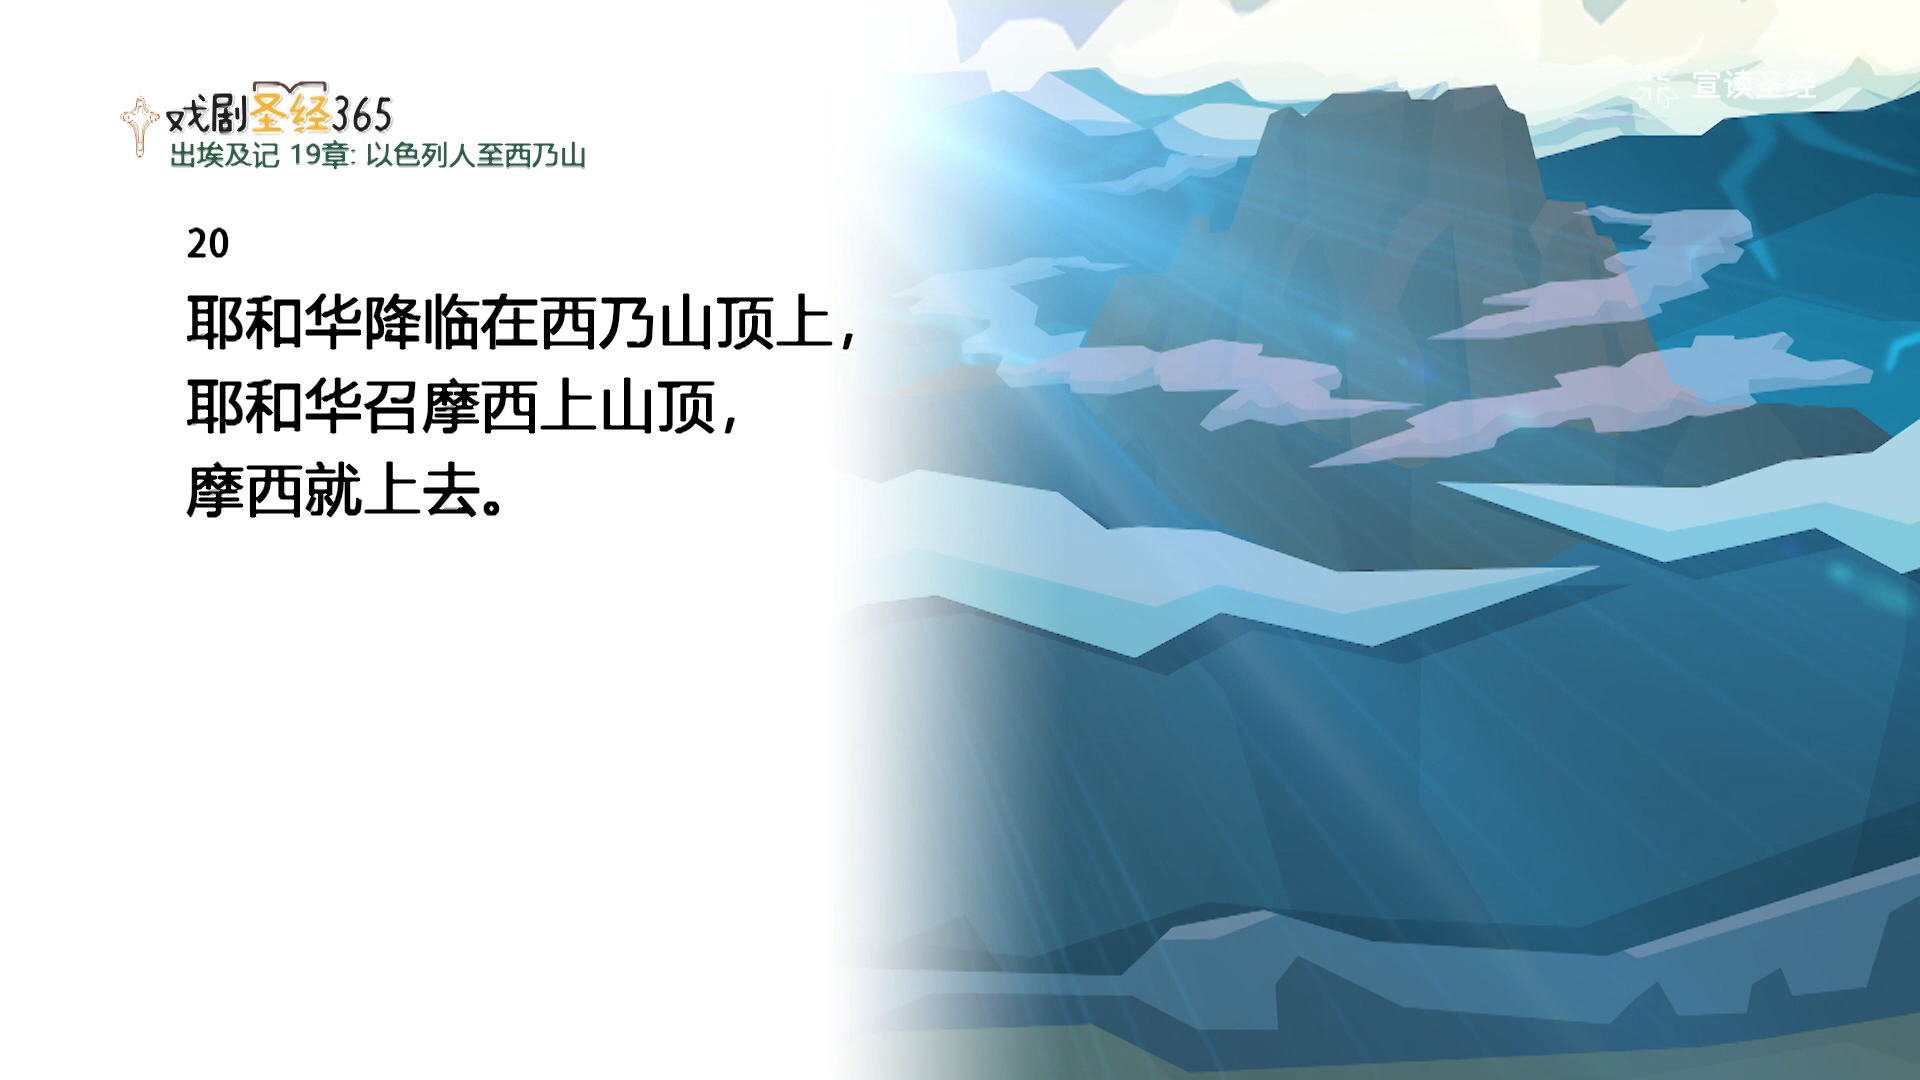 戏剧圣经365
宣读圣经
出埃及记 19章: 以色列人至西乃山
20
耶和华降临在西乃山顶上，
耶和华召摩西上山顶，
摩西就上去。